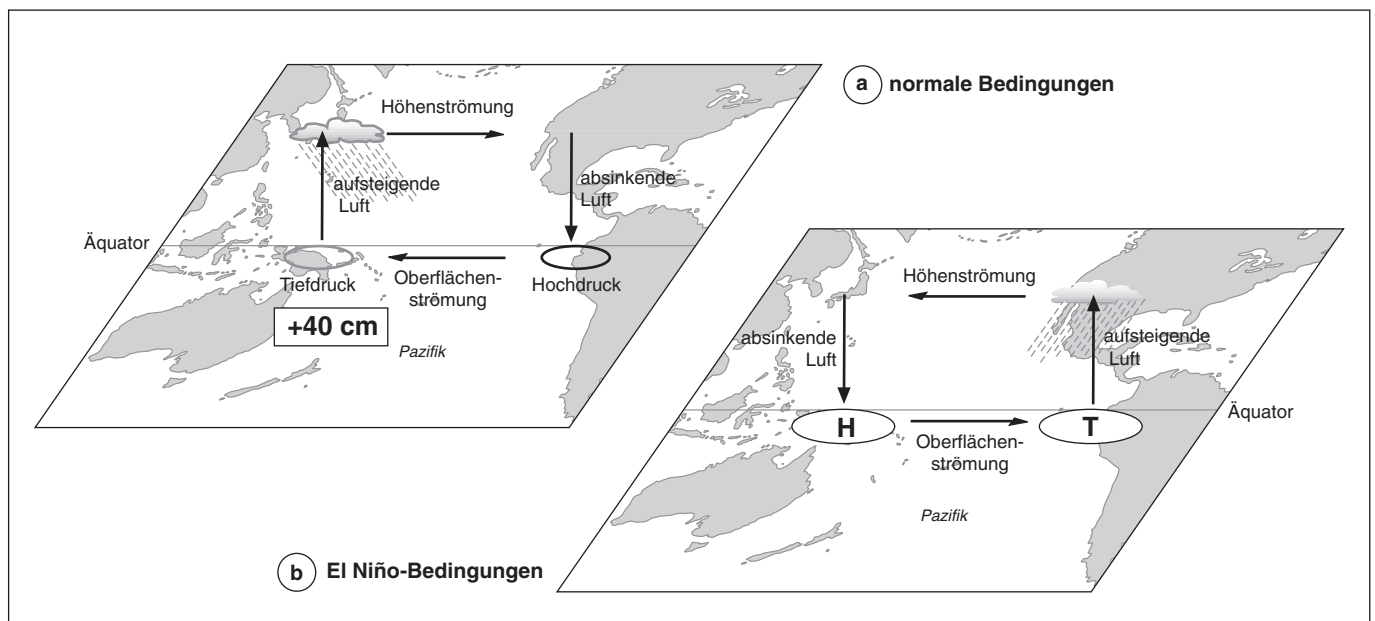 a normale Bedingungen
Höhenströmung
aufsteigende
Luft
absinkende
Luft
Äquator
Tiefdruck
Oberflächen-
strömung
Hochdruck
+40 cm
Pazifik
Höhenströmung
absinkende
Luft
aufsteigende
Luft
Äquator
H
T
Oberflächen-
strömung
Pazifik
b El Niño-Bedingungen